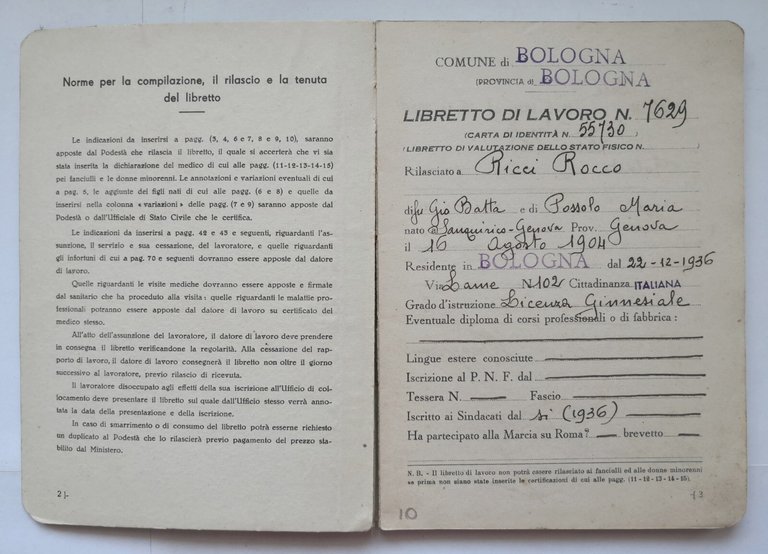 Norme per la compilazione, il rilascio e la tenuta
del libretto
Le indicazioni da inserirsi a pagg. (3, 4, 6 e 7, 8 e 9, 10), saranno
apposte dal Podestà che rilascia il libretto, il quale si accerterà che vi sia
stata inserita la dichiarazione del medico di cui alle pagg. (11-12-13-14-15)
pei fanciulli e le donne minorenni. Le annotazioni e variazioni eventuali di cui
a pag. 5, le aggiunte dei figli nati di cui alle pagg. (6 e 8) e quelle da
inserirsi nella colonna « variazioni » delle pagg. (7 e 9) saranno apposte dal
Podestà o dall'Ufficiale di Stato Civile che le certifica.
Le indicazioni da inserirsi a pagg. 42 e 43 e seguenti, riguardanti l'as-
sunzione, il servizio e sua cessazione, del lavoratore, e quelle riguardanti
gli infortuni di cui a pag. 70 e seguenti dovranno essere apposte dal datore
di lavoro.
Quelle riguardanti le visite mediche dovranno essere apposte e firmate
dal sanitario che ha proceduto alla visita: quelle riguardanti le malattie pro-
fessionali potranno essere apposte dal datore di lavoro su certificato del
medico stesso.
All'atto dell'assunzione del lavoratore, il datore di lavoro deve prendere
in consegna il libretto verificandone la regolarità. Alla cessazione del rap-
porto di lavoro, il datore di lavoro consegnerà il libretto non oltre il giorno
successivo al lavoratore, previo rilascio di ricevuta.
Il lavoratore disoccupato agli effetti della sua iscrizione all'Ufficio di col-
locamento deve presentare il libretto sul quale dall'Ufficio stesso verrà anno-
tata la data della presentazione e della iscrizione.
In caso di smarrimento o di consumo del libretto potrà esserne richiesto
un duplicato al Podestà che lo rilascierà previo pagamento del prezzo sta-
bilito dal Ministero.
2
COMUNE di BOLOGNA
(PROVINCIA di BOLOGNA
LIBRETTO DI LAVORO N. 7629
(CARTA DI IDENTITÀ N. 55730)
(LIBRETTO DI VALUTAZIONE DELLO STATO FISICO N.
Rilasciato a Ricci Rocco
di fu Gio Batta e di Possolo Maria
nato a Sanquirico-Genova Prov. Genova
il 16 Agosto 1904
Residente in BOLOGNA dal 22-12-1936
Via Lame N 102 Cittadinanza ITALIANA
Grado d'istruzione Licenza Ginnesiale
Eventuale diploma di corsi professionali o di fabbrica:
Lingue estere conosciute
Iscrizione al P. N. F. dal
Tessera N. Fascio
Iscritto ai Sindacati dal si (1936)
Ha partecipato alla Marcia su Roma? brevetto
N. B. - Il libretto di lavoro non potrà essere rilasciato ai fanciulli ed alle donne minorenni
se prima non siano state inserite le certificazioni di cui alle pagg. (11-12-13-14-15).
3
10